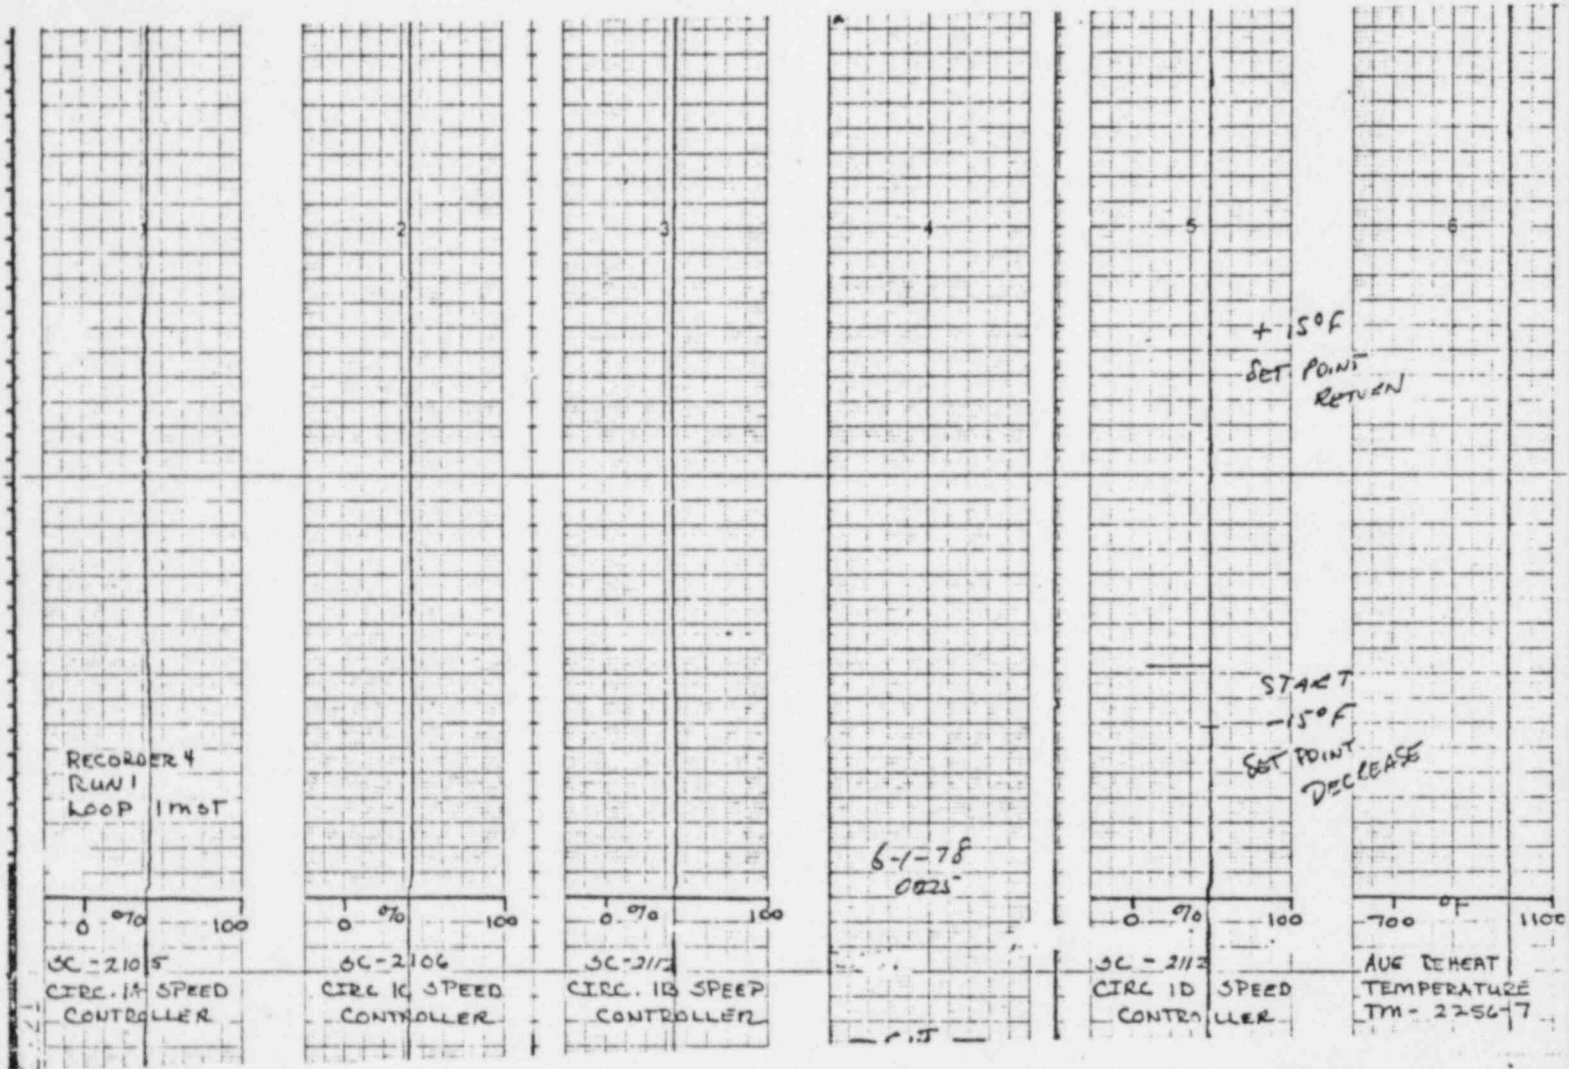 1
2
3
4
5
6
+ 15°F
SET POINT
RETURN
START
-15°F
SET POINT
DECREASE
RECORDER 4
RUN 1
LOOP 1 MST
6-1-78
0025
0 % 100
0 % 100
0 % 100
0 % 100
700 °F 1100
SC-2105
CIRC. 1A SPEED
CONTROLLER
SC-2106
CIRC 1C SPEED
CONTROLLER
SC-2112
CIRC. 1B SPEED
CONTROLLER
SC-2112
CIRC 1D SPEED
CONTROLLER
AVE REHEAT
TEMPERATURE
TM-2256-7